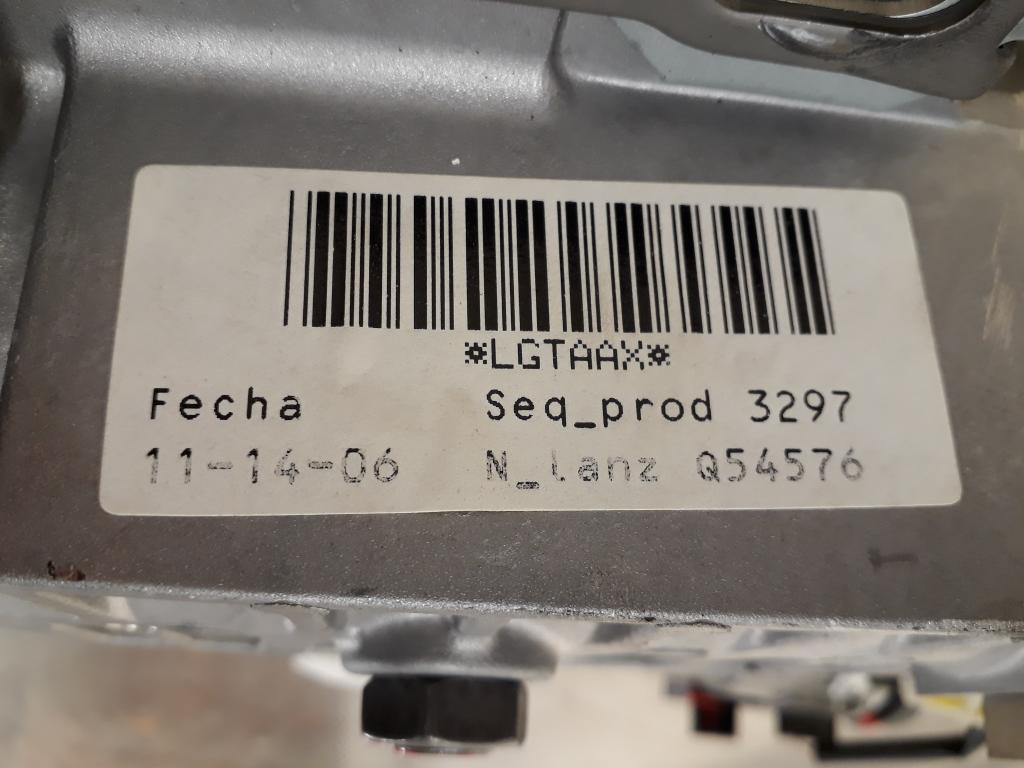 *LGTAAX*
Fecha Seq_prod 3297
11-14-06 N_lanz Q54576